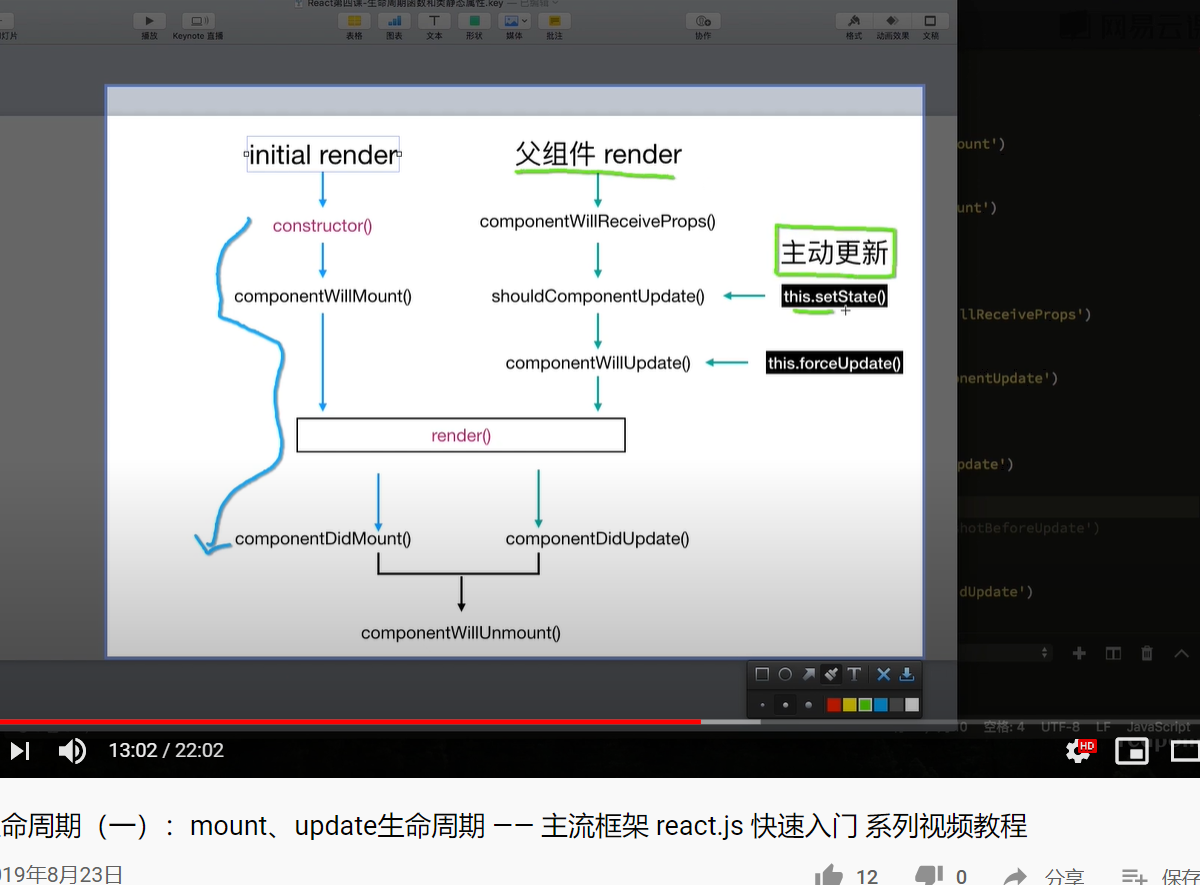 React第四课-生命周期函数和类静态属性.key — 已编辑
播放
Keynote 直播
表格
图表
文本
形状
媒体
批注
协作
格式
动画效果
文稿
网易云
initial render
父组件 render
constructor()
componentWillReceiveProps()
主动更新
componentWillMount()
shouldComponentUpdate()
this.setState()
componentWillUpdate()
this.forceUpdate()
render()
componentDidMount()
componentDidUpdate()
componentWillUnmount()
ount')
unt')
llReceiveProps')
nentUpdate')
pdate')
hotBeforeUpdate')
dUpdate')
空格: 4 UTF-8 LF JavaScript
13:02 / 22:02
HD
命周期（一）：mount、update生命周期 —— 主流框架 react.js 快速入门 系列视频教程
19年8月23日
12
0
分享
保存